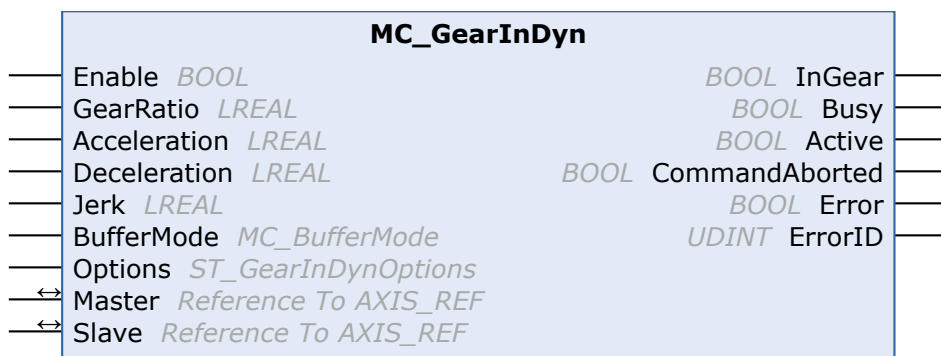 MC_GearInDyn
Enable BOOL BOOL InGear
GearRatio LREAL BOOL Busy
Acceleration LREAL BOOL Active
Deceleration LREAL BOOL CommandAborted
Jerk LREAL BOOL Error
BufferMode MC_BufferMode UDINT ErrorID
Options ST_GearInDynOptions
↔ Master Reference To AXIS_REF
↔ Slave Reference To AXIS_REF